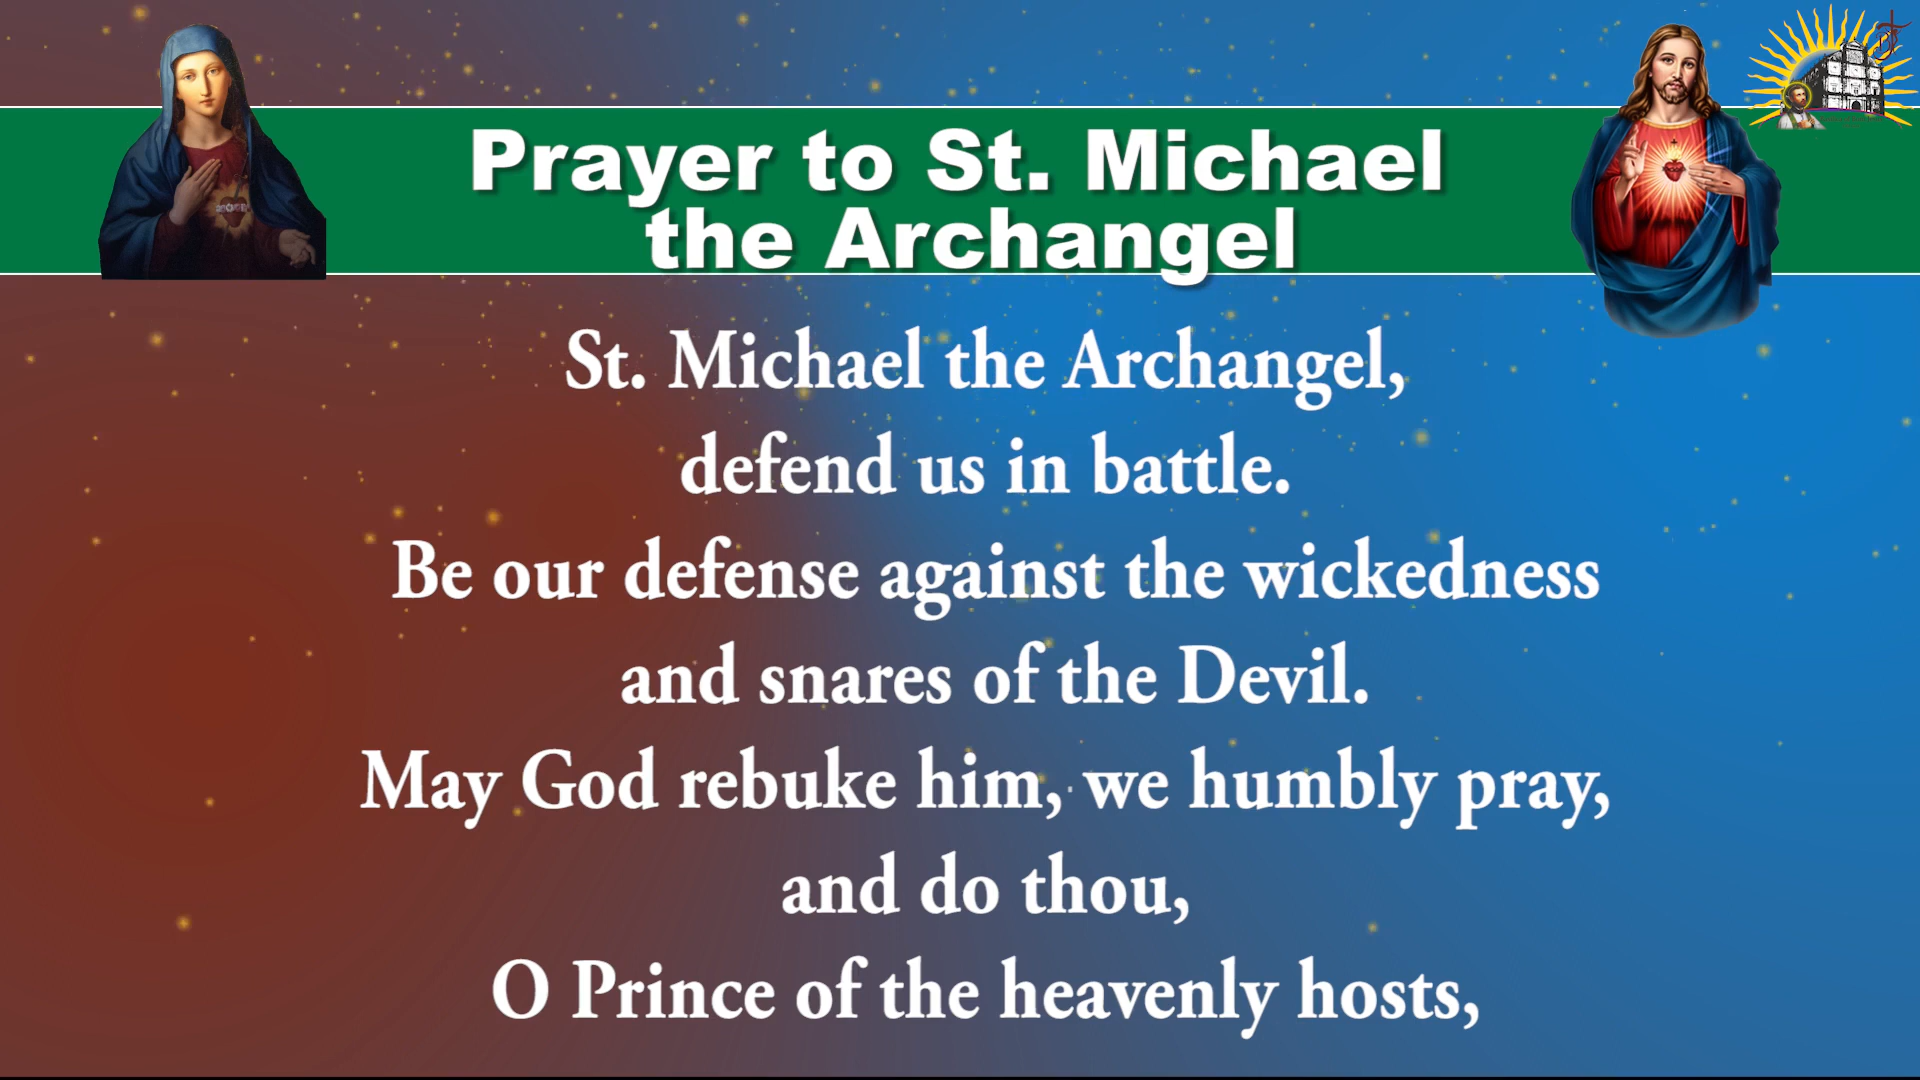 Prayer to St. Michael
the Archangel
St. Michael the Archangel,
defend us in battle.
Be our defense against the wickedness
and snares of the Devil.
May God rebuke him, we humbly pray,
and do thou,
O Prince of the heavenly hosts,